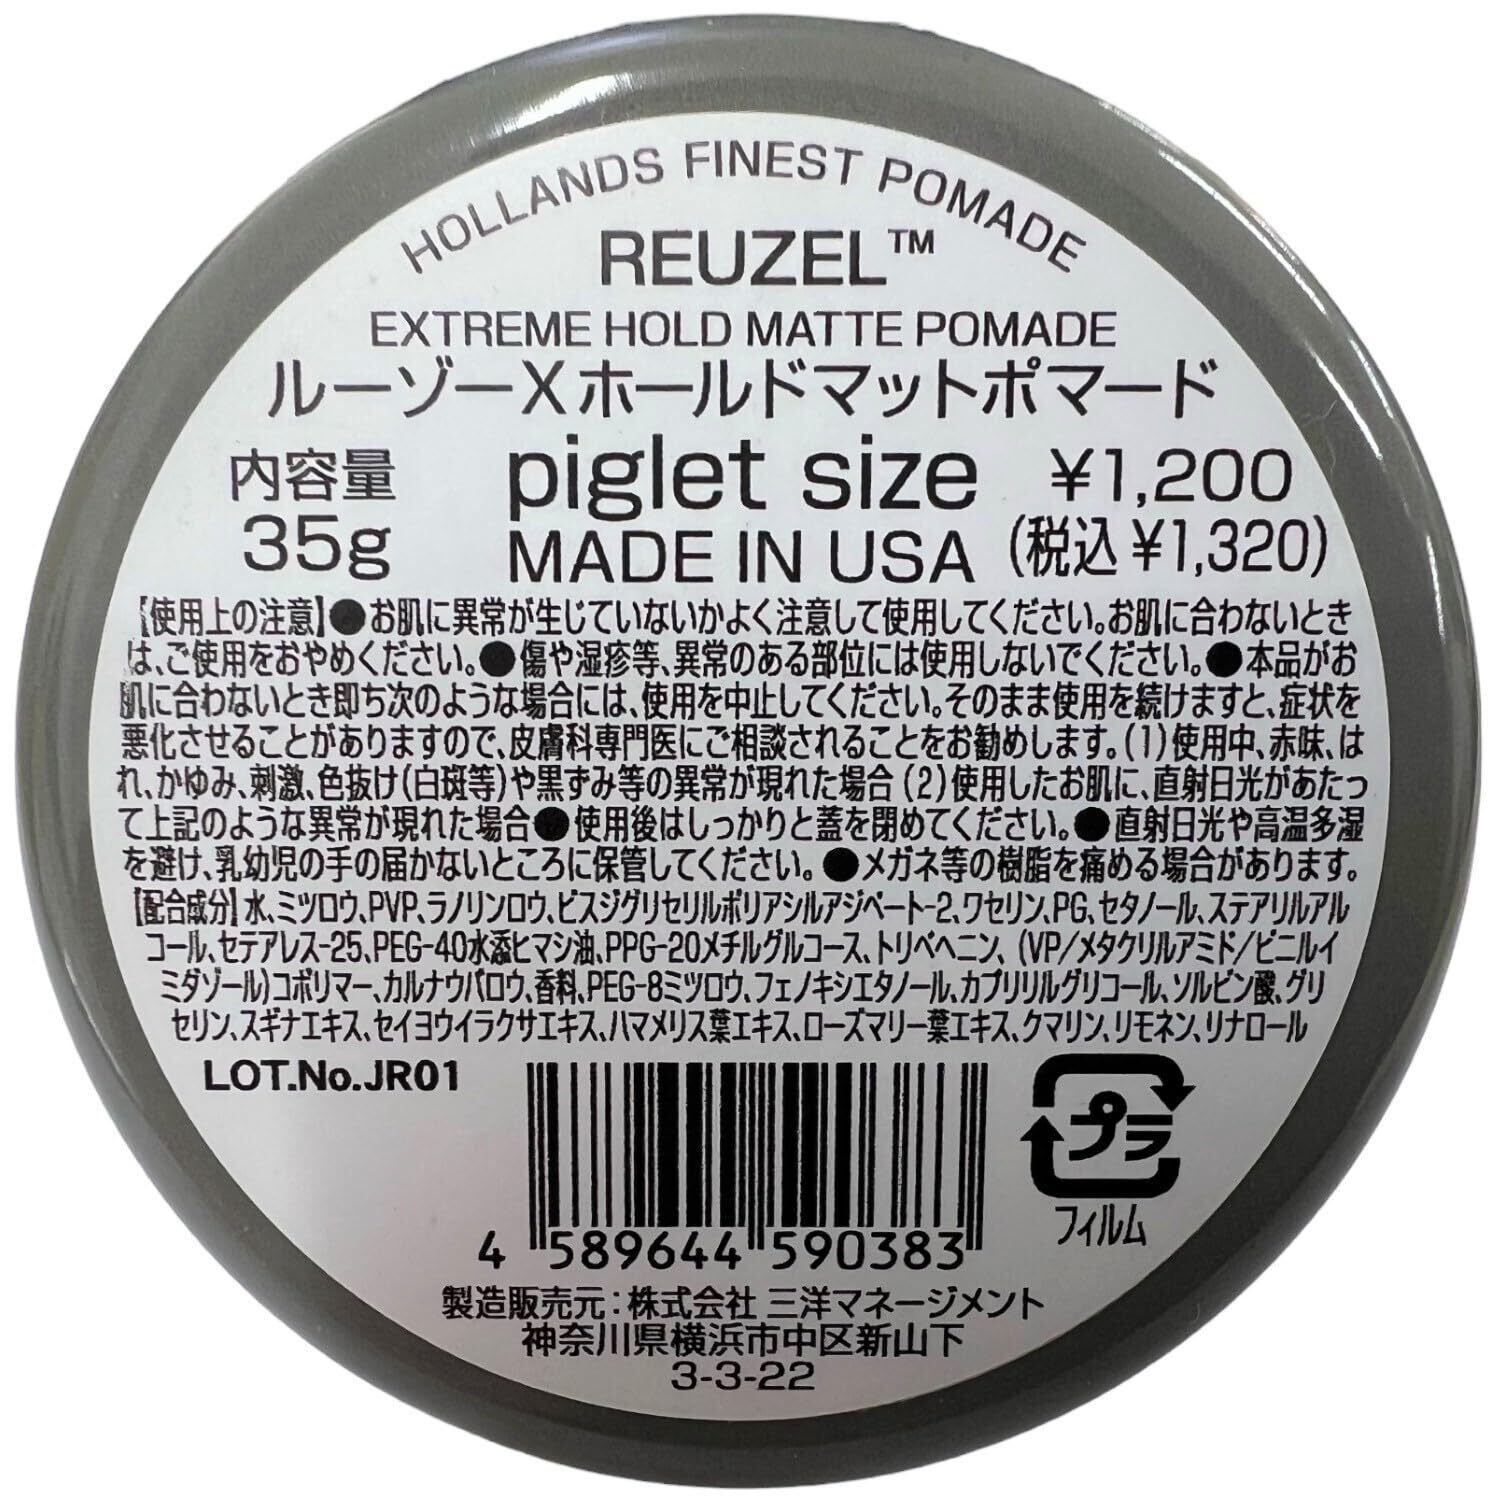 HOLLANDS FINEST POMADE
REUZEL™
EXTREME HOLD MATTE POMADE
ルーゾーXホールドマットポマード
内容量 piglet size ¥1,200
35g MADE IN USA (税込¥1,320)
【使用上の注意】●お肌に異常が生じていないかよく注意して使用してください。お肌に合わないとき
は、ご使用をおやめください。●傷や湿疹等、異常のある部位には使用しないでください。●本品がお
肌に合わないとき即ち次のような場合には、使用を中止してください。そのまま使用を続けますと、症状を
悪化させることがありますので、皮膚科専門医にご相談されることをお勧めします。(1)使用中、赤味、は
れ、かゆみ、刺激、色抜け(白斑等)や黒ずみ等の異常が現れた場合(2)使用したお肌に、直射日光があたっ
て上記のような異常が現れた場合●使用後はしっかりと蓋を閉めてください。●直射日光や高温多湿
を避け、乳幼児の手の届かないところに保管してください。●メガネ等の樹脂を痛める場合があります。
【配合成分】水、ミツロウ、PVP、ラノリンロウ、ビスジグリセリルポリアシルアジペート-2、ワセリン、PG、セタノール、ステアリルアル
コール、セテアレス-25、PEG-40水添ヒマシ油、PPG-20メチルグルコース、トリベヘニン、(VP/メタクリルアミド/ビニルイ
ミダゾール)コポリマー、カルナウバロウ、香料、PEG-8ミツロウ、フェノキシエタノール、カプリリルグリコール、ソルビン酸、グリ
セリン、スギナエキス、セイヨウイラクサエキス、ハマメリス葉エキス、ローズマリー葉エキス、クマリン、リモネン、リナロール
LOT.No.JR01
プラ
フィルム
4 589644 590383
製造販売元:株式会社 三洋マネージメント
神奈川県横浜市中区新山下
3-3-22